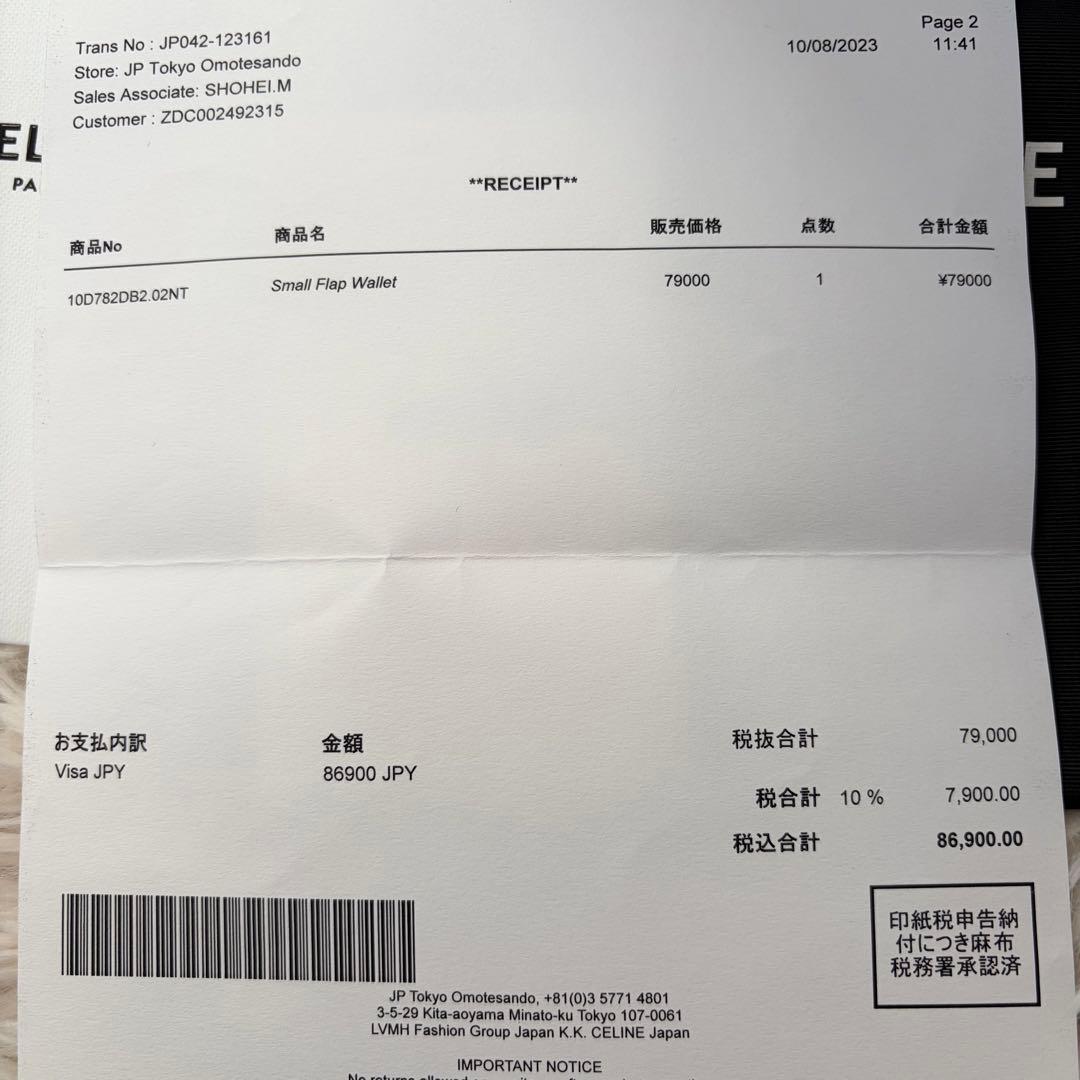 Page 2
Trans No : JP042-123161
10/08/2023 11:41
Store: JP Tokyo Omotesando
Sales Associate: SHOHEI.M
Customer : ZDC002492315
EL
PA
E
**RECEIPT**
商品No 商品名 販売価格 点数 合計金額
10D782DB2.02NT Small Flap Wallet 79000 1 ¥79000
お支払内訳 金額 税抜合計 79,000
Visa JPY 86900 JPY
税合計 10 % 7,900.00
税込合計 86,900.00
印紙税申告納
付につき麻布
税務署承認済
JP Tokyo Omotesando, +81(0)3 5771 4801
3-5-29 Kita-aoyama Minato-ku Tokyo 107-0061
LVMH Fashion Group Japan K.K. CELINE Japan
IMPORTANT NOTICE
No returns allowed